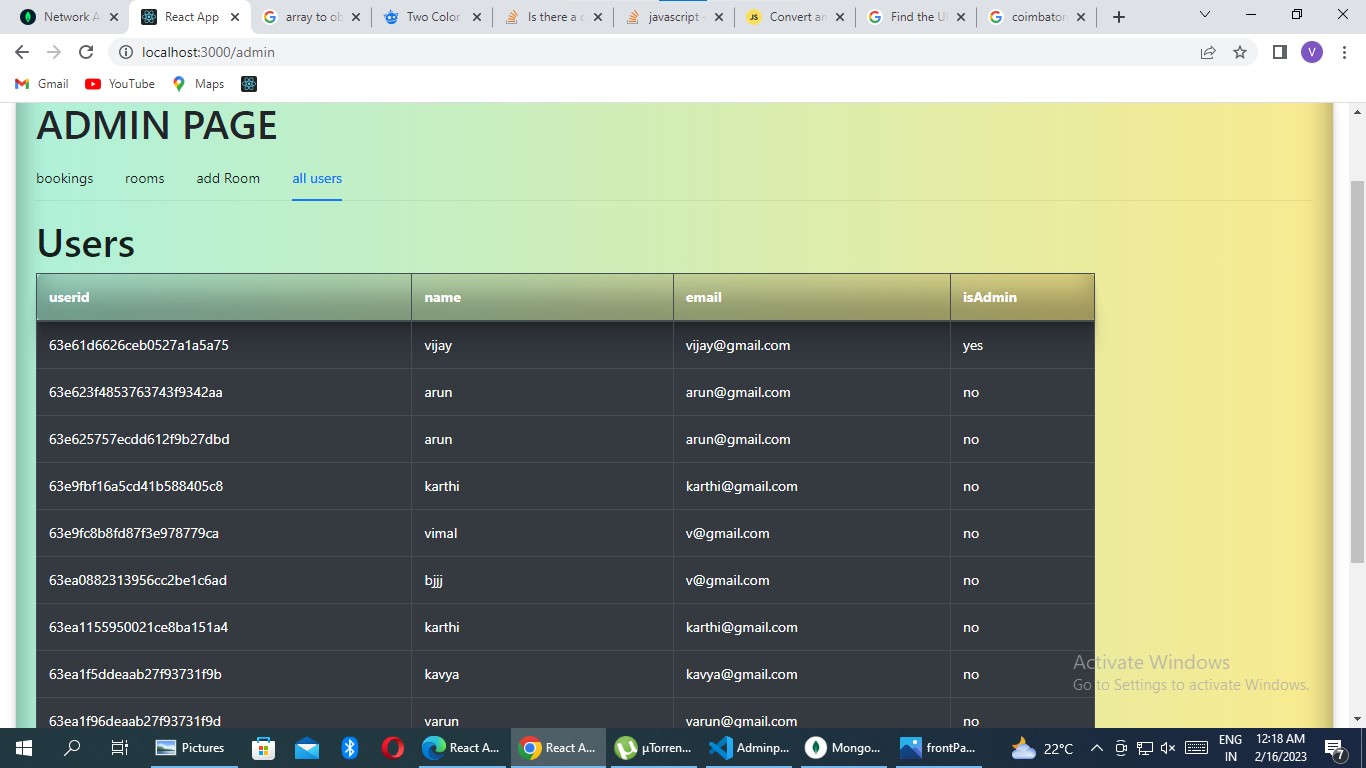 Network A
React App
array to ob
Two Color
Is there a c
javascript -
Convert an
Find the U
coimbator
localhost:3000/admin
V
Gmail YouTube Maps
ADMIN PAGE
bookings rooms add Room all users
Users
userid name email isAdmin
63e61d6626ceb0527a1a5a75 vijay vijay@gmail.com yes
63e623f4853763743f9342aa arun arun@gmail.com no
63e625757ecdd612f9b27dbd arun arun@gmail.com no
63e9fbf16a5cd41b588405c8 karthi karthi@gmail.com no
63e9fc8b8fd87f3e978779ca vimal v@gmail.com no
63ea0882313956cc2be1c6ad bjjj v@gmail.com no
63ea1155950021ce8ba151a4 karthi karthi@gmail.com no
63ea1f5ddeaab27f93731f9b kavya kavya@gmail.com no
63ea1f96deaab27f93731f9d varun varun@gmail.com no
Activate Windows
Go to Settings to activate Windows.
Pictures React A... React A... µTorren... Adminp... Mongo... frontPa... 22°C ENG 12:18 AM
IN 2/16/2023 7